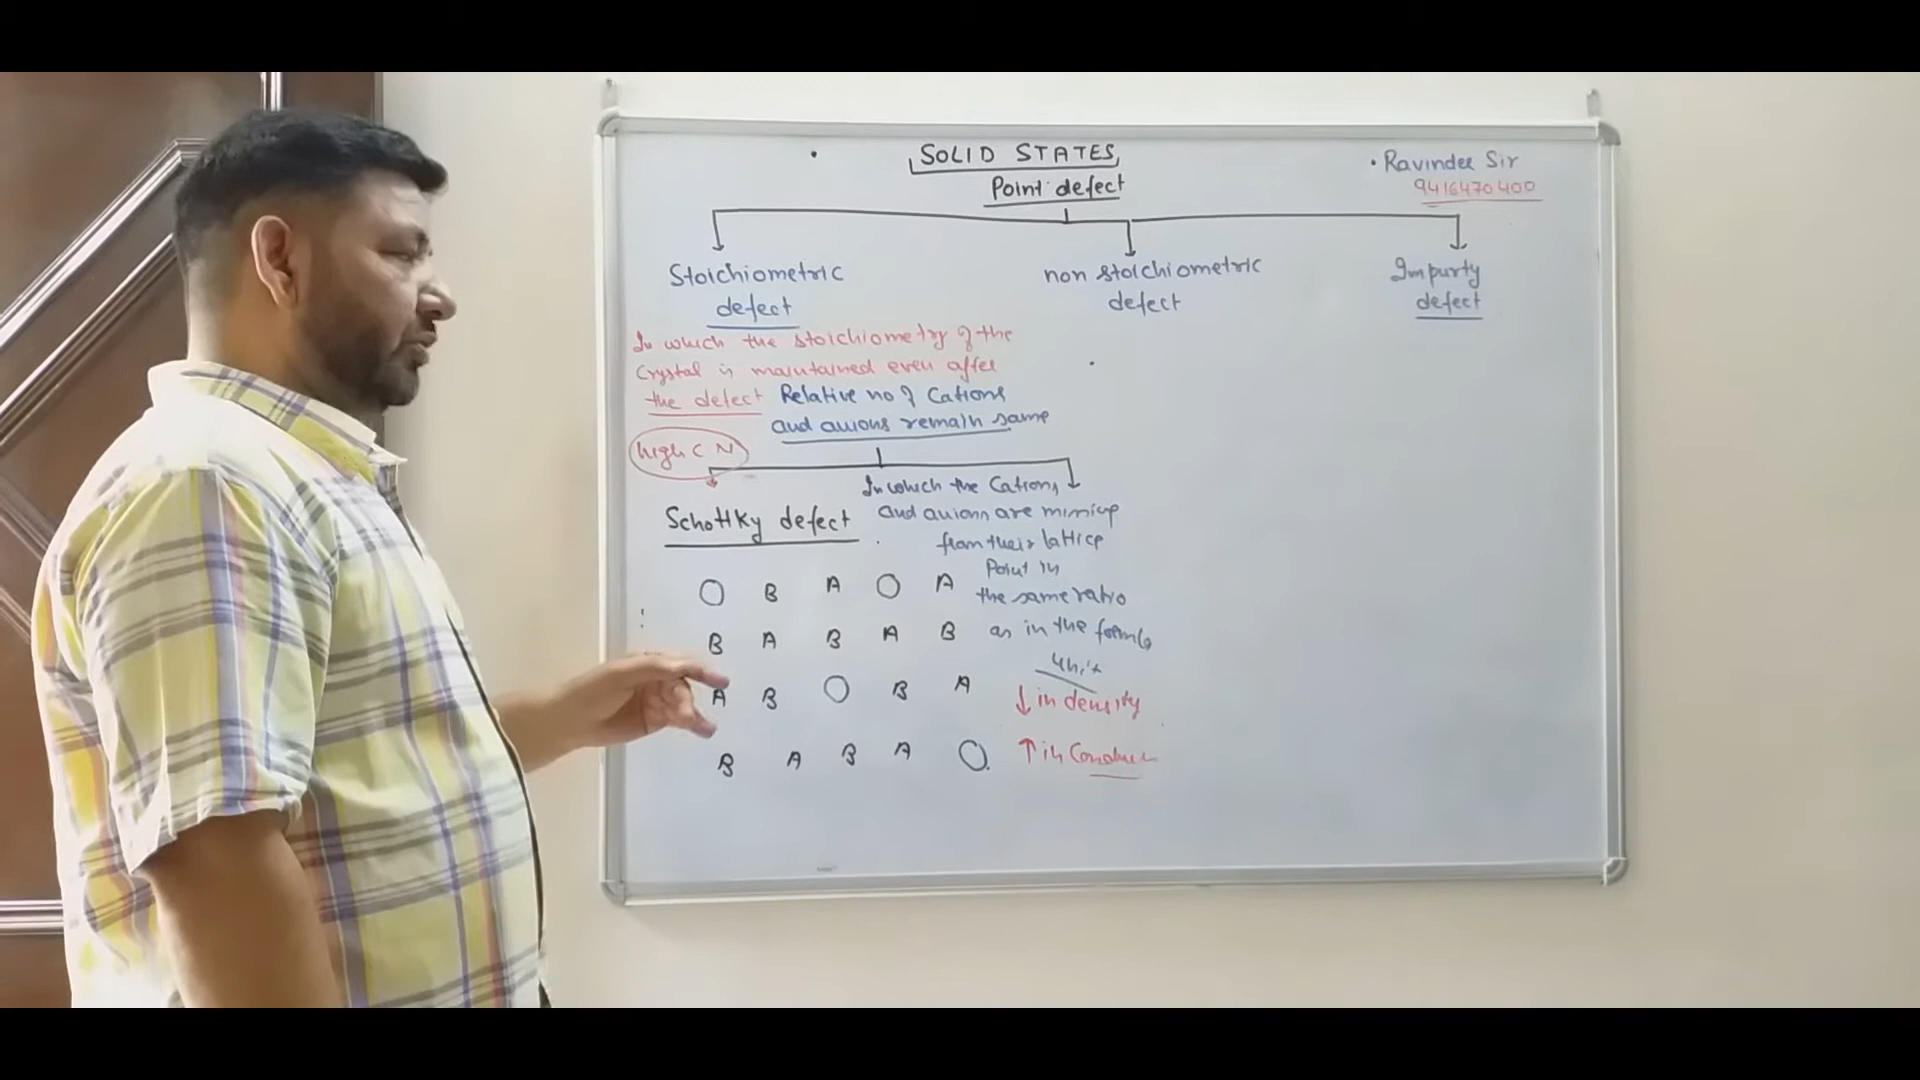 SOLID STATES
Point defect
• Ravinder Sir
9416470400
Stoichiometric
defect
non stoichiometric
defect
Impurty
defect
In which the stoichiometry of the
Crystal is maintained even after
the defect Relative no of Cations
and anions remain same
high C N
Schottky defect
In which the Cations
and anions are missing
from their lattice
Point in
the same ratio
as in the formula
unit
O B A O A
B A B A B
A B O B A
B A B A O
↓ in density
↑ in Conduc